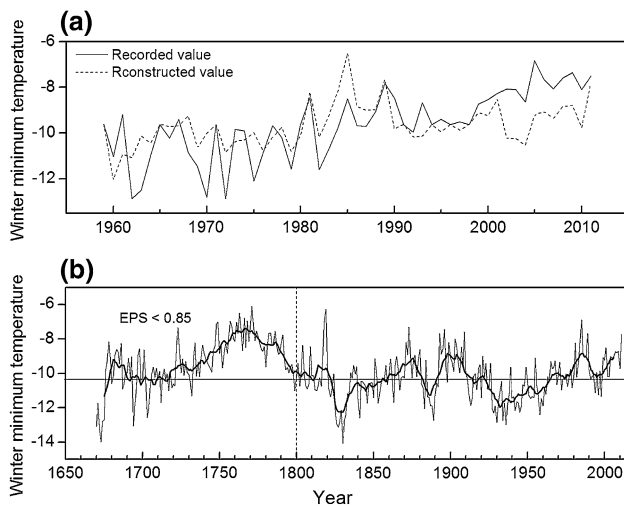 (a)
Winter minimum temperature
-6
-8
-10
-12
Recorded value
Rconstructed value
1960 1970 1980 1990 2000 2010
(b)
Winter minimum temperature
-6
-8
-10
-12
-14
EPS < 0.85
1650 1700 1750 1800 1850 1900 1950 2000
Year